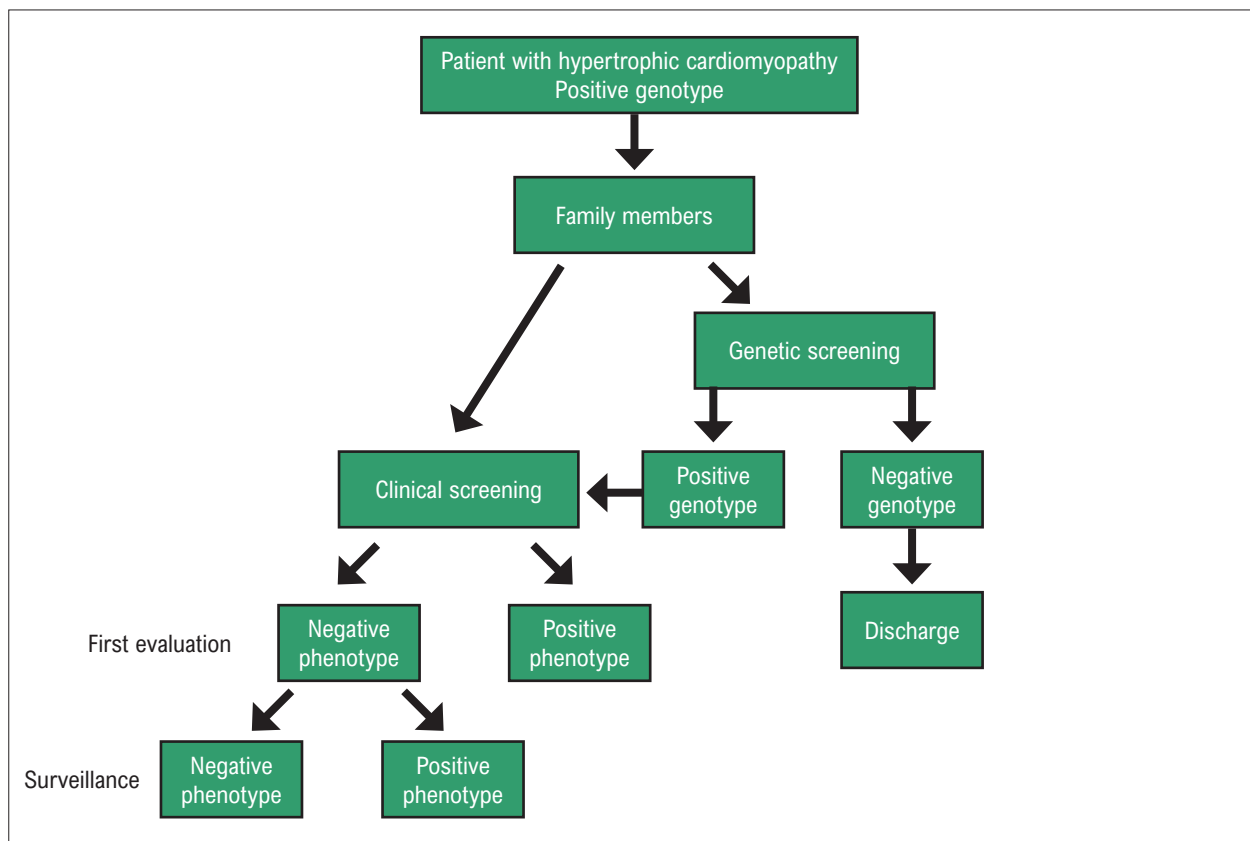 Patient with hypertrophic cardiomyopathy
Positive genotype
Family members
Genetic screening
Clinical screening
Positive
genotype
Negative
genotype
First evaluation
Negative
phenotype
Positive
phenotype
Discharge
Surveillance
Negative
phenotype
Positive
phenotype